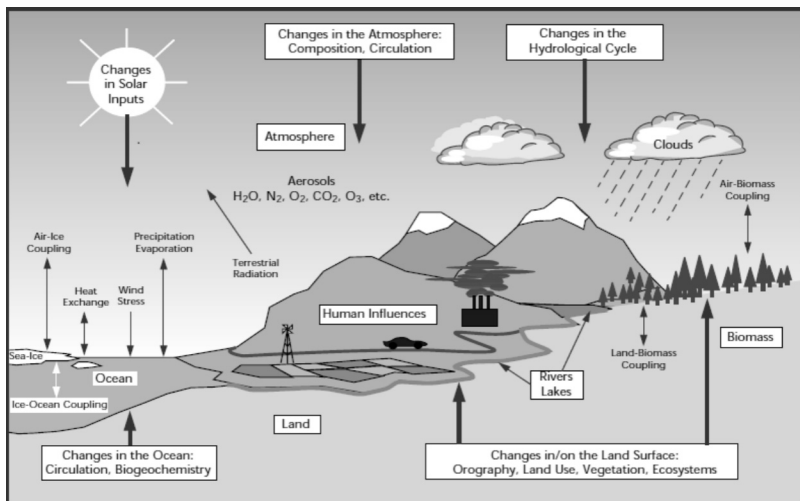 Changes in the Atmosphere:
Composition, Circulation
Changes in the
Hydrological Cycle
Changes
in Solar
Inputs
Atmosphere
Clouds
Aerosols
H₂O, N₂, O₂, CO₂, O₃, etc.
Air-Biomass
Coupling
Air-Ice
Coupling
Precipitation
Evaporation
Terrestrial
Radiation
Heat
Exchange
Wind
Stress
Human Influences
Biomass
Sea-Ice
Ocean
Land-Biomass
Coupling
Rivers
Lakes
Ice-Ocean Coupling
Land
Changes in the Ocean:
Circulation, Biogeochemistry
Changes in/on the Land Surface:
Orography, Land Use, Vegetation, Ecosystems